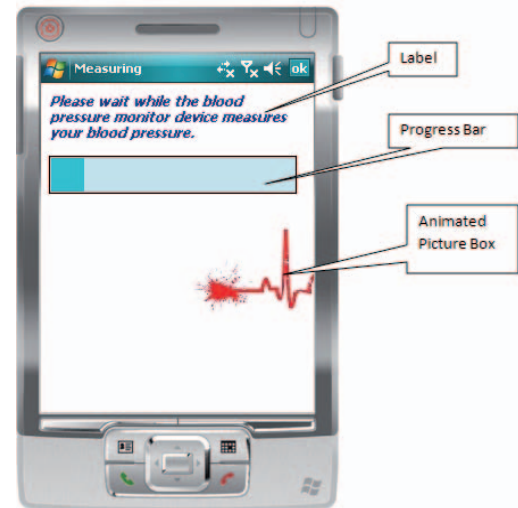 Measuring
ok
Please wait while the blood
pressure monitor device measures
your blood pressure.
Label
Progress Bar
Animated
Picture Box